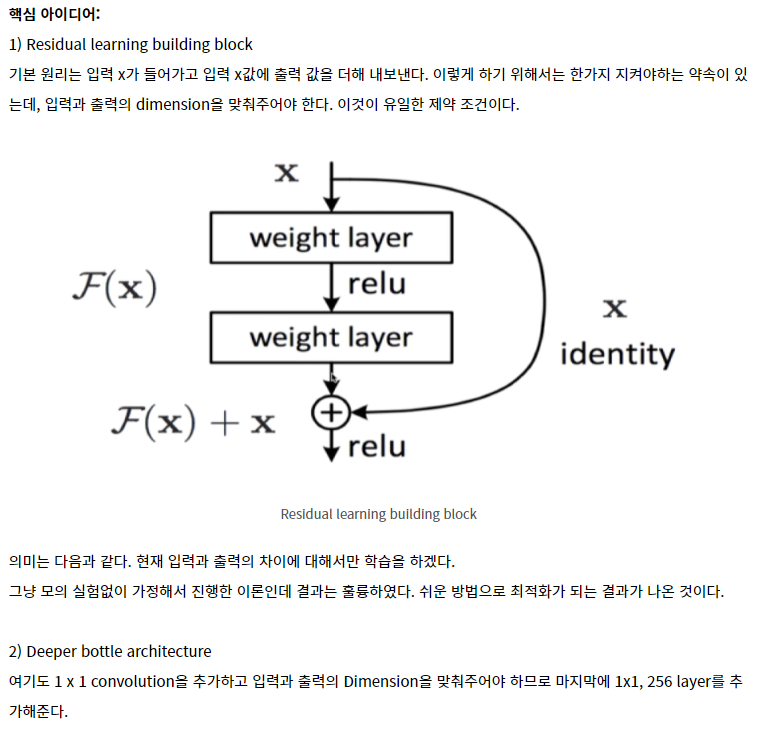 핵심 아이디어:
1) Residual learning building block
기본 원리는 입력 x가 들어가고 입력 x값에 출력 값을 더해 내보낸다. 이렇게 하기 위해서는 한가지 지켜야하는 약속이 있
는데, 입력과 출력의 dimension을 맞춰주어야 한다. 이것이 유일한 제약 조건이다.
x
weight layer
F(x)
relu
x
weight layer
identity
F(x) + x
relu
Residual learning building block
의미는 다음과 같다. 현재 입력과 출력의 차이에 대해서만 학습을 하겠다.
그냥 모의 실험없이 가정해서 진행한 이론인데 결과는 훌륭하였다. 쉬운 방법으로 최적화가 되는 결과가 나온 것이다.
2) Deeper bottle architecture
여기도 1 x 1 convolution을 추가하고 입력과 출력의 Dimension을 맞춰주어야 하므로 마지막에 1x1, 256 layer를 추
가해준다.